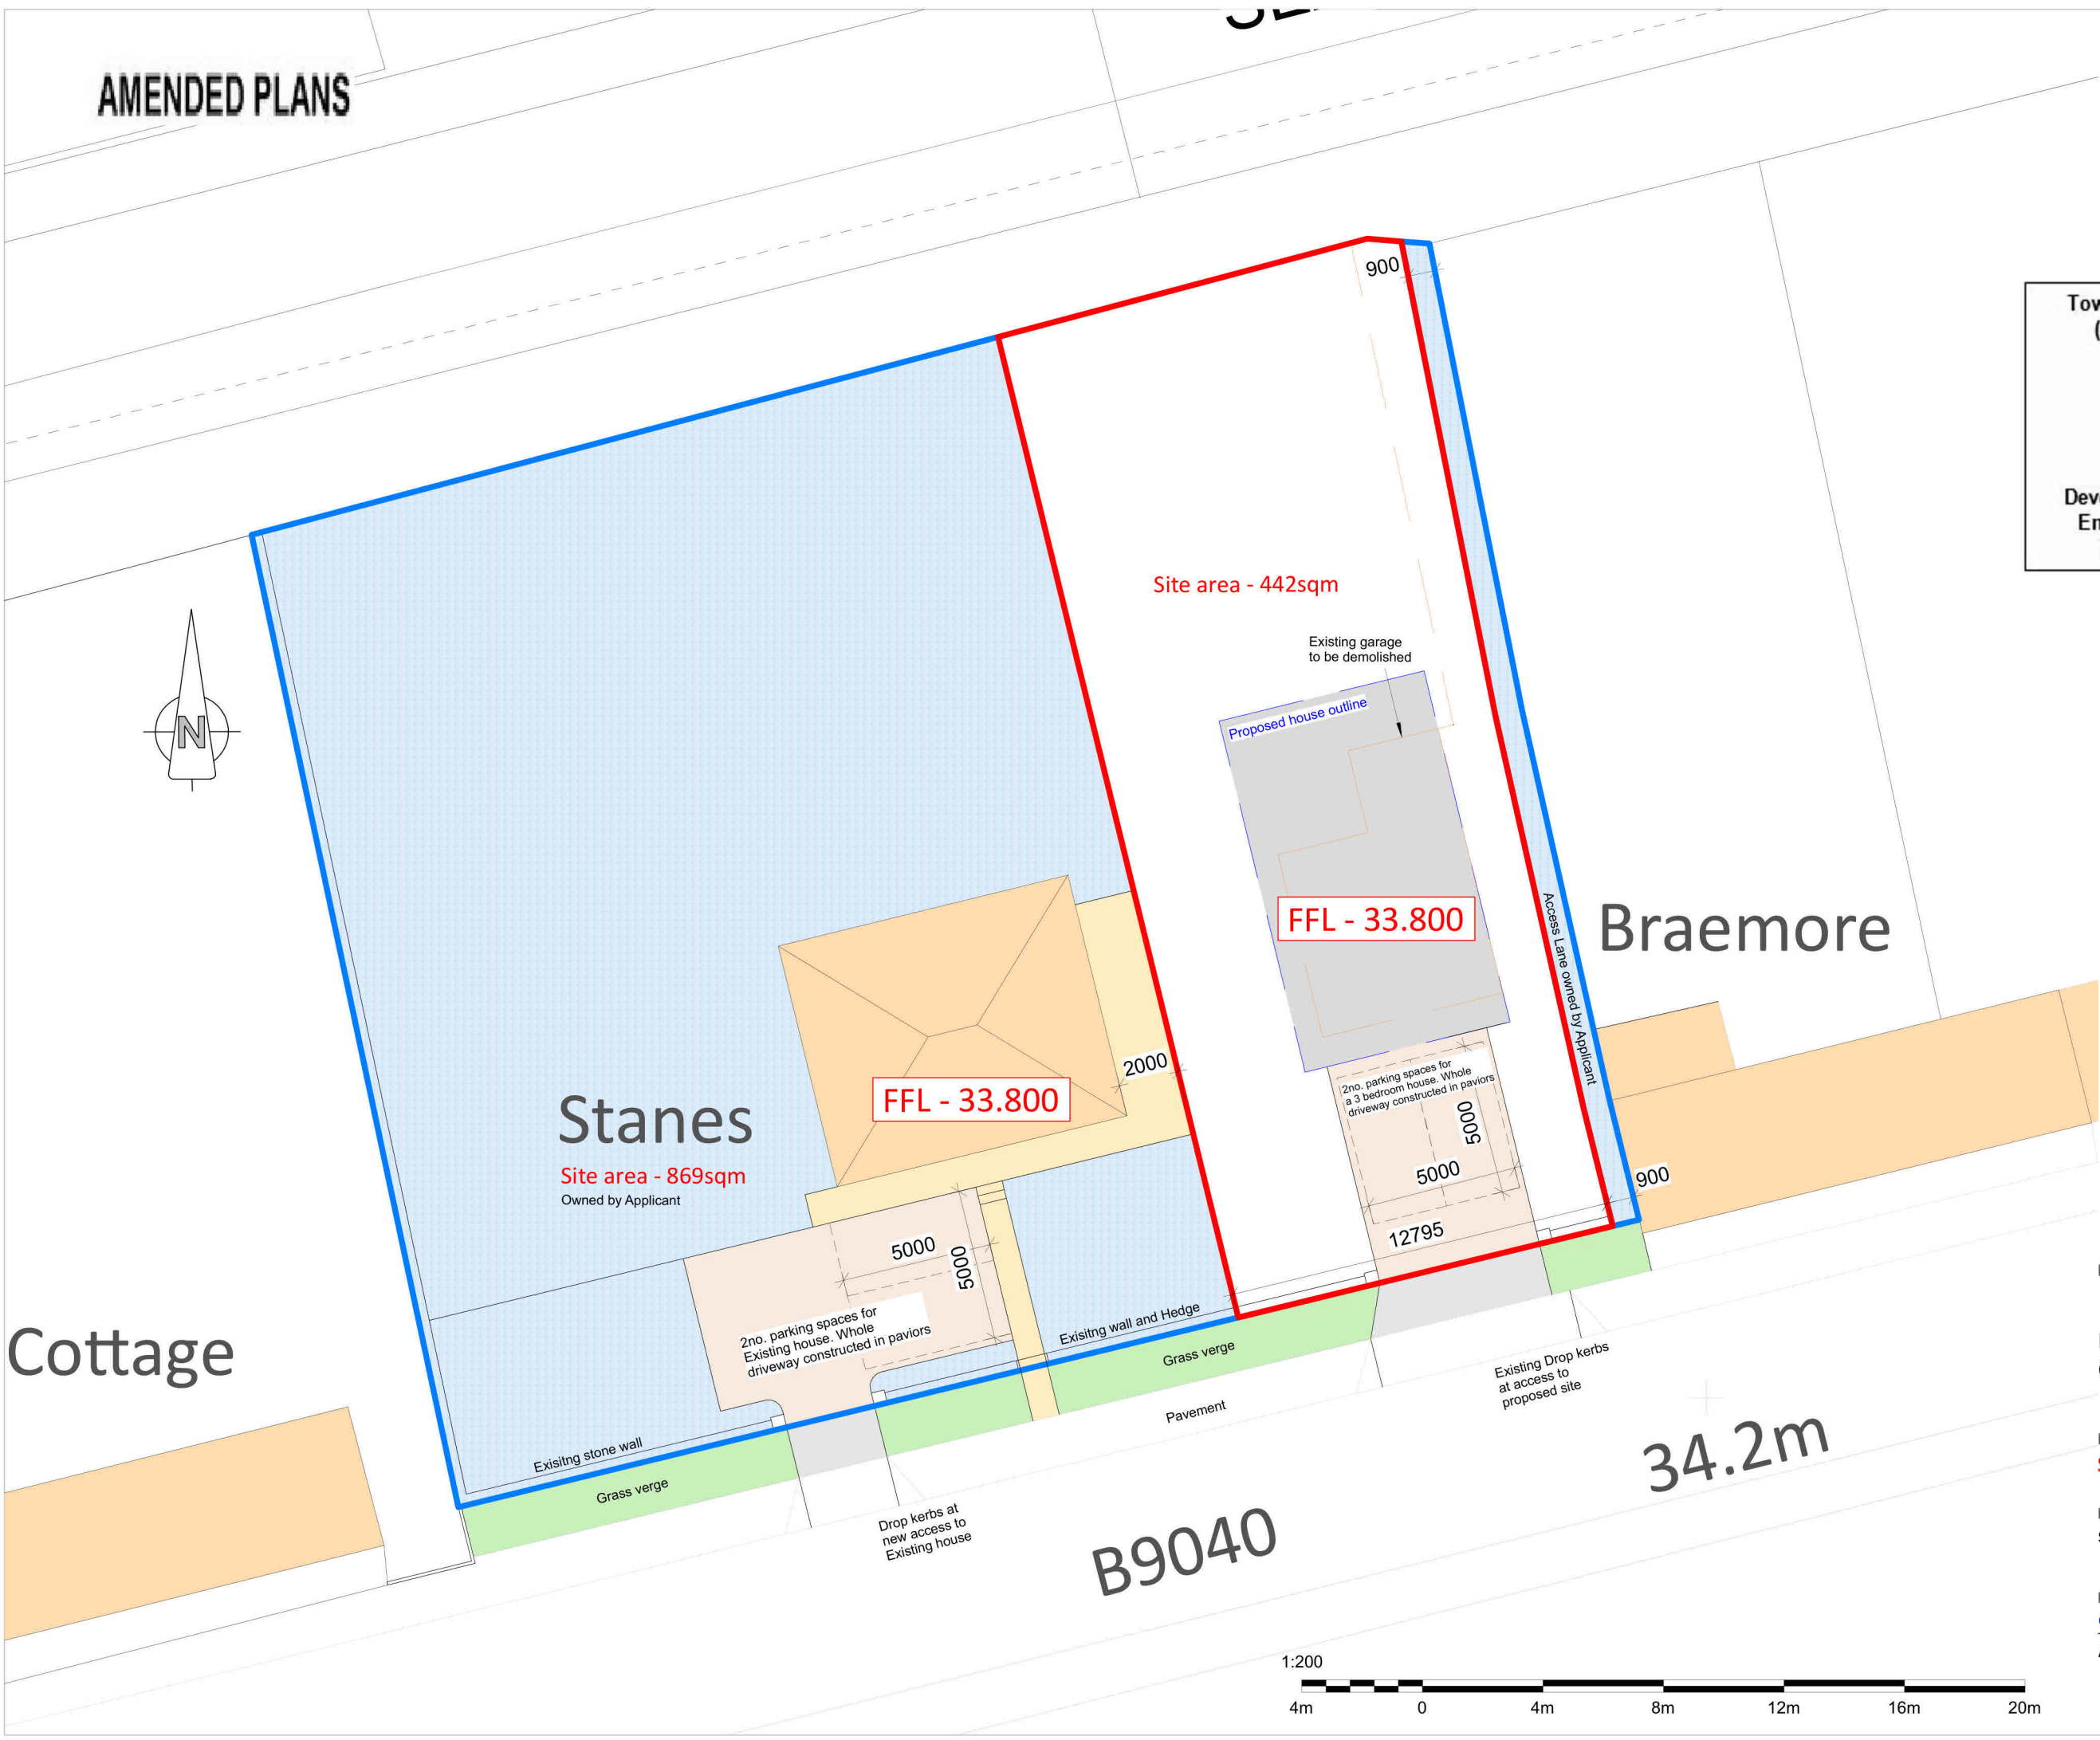 AMENDED PLANS
900
Site area - 442sqm
Existing garage
to be demolished
Proposed house outline
N
FFL - 33.800
Braemore
Access Lane owned by Applicant
2000
2no. parking spaces for
a 3 bedroom house. Whole
driveway constructed in paviors
5000
5000
FFL - 33.800
Stanes
Site area - 869sqm
Owned by Applicant
900
12795
5000
5000
2no. parking spaces for
Existing house. Whole
driveway constructed in paviors
Exisitng wall and Hedge
Cottage
Grass verge
Existing Drop kerbs
at access to
proposed site
Pavement
Exisitng stone wall
Grass verge
34.2m
Drop kerbs at
new access to
Existing house
B9040
1:200
4m 0 4m 8m 12m 16m 20m